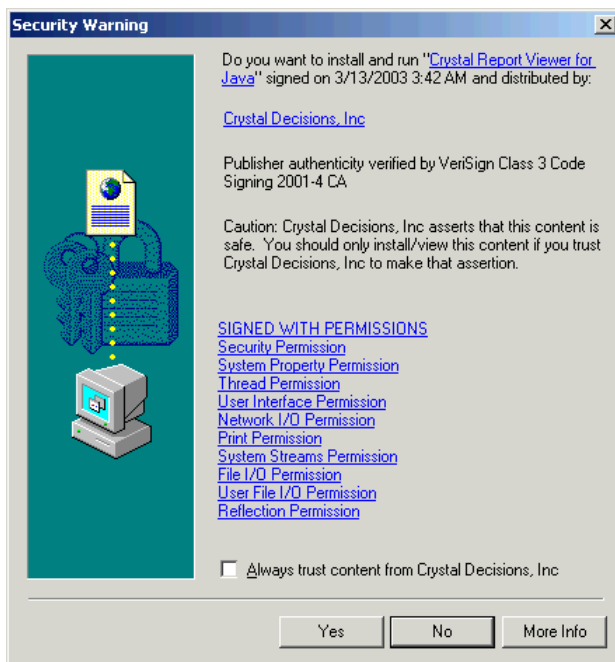 Security Warning
Do you want to install and run "Crystal Report Viewer for
Java" signed on 3/13/2003 3:42 AM and distributed by:
Crystal Decisions, Inc
Publisher authenticity verified by VeriSign Class 3 Code
Signing 2001-4 CA
Caution: Crystal Decisions, Inc asserts that this content is
safe.  You should only install/view this content if you trust
Crystal Decisions, Inc to make that assertion.
SIGNED WITH PERMISSIONS
Security Permission
System Property Permission
Thread Permission
User Interface Permission
Network I/O Permission
Print Permission
System Streams Permission
File I/O Permission
User File I/O Permission
Reflection Permission
Always trust content from Crystal Decisions, Inc
Yes No More Info